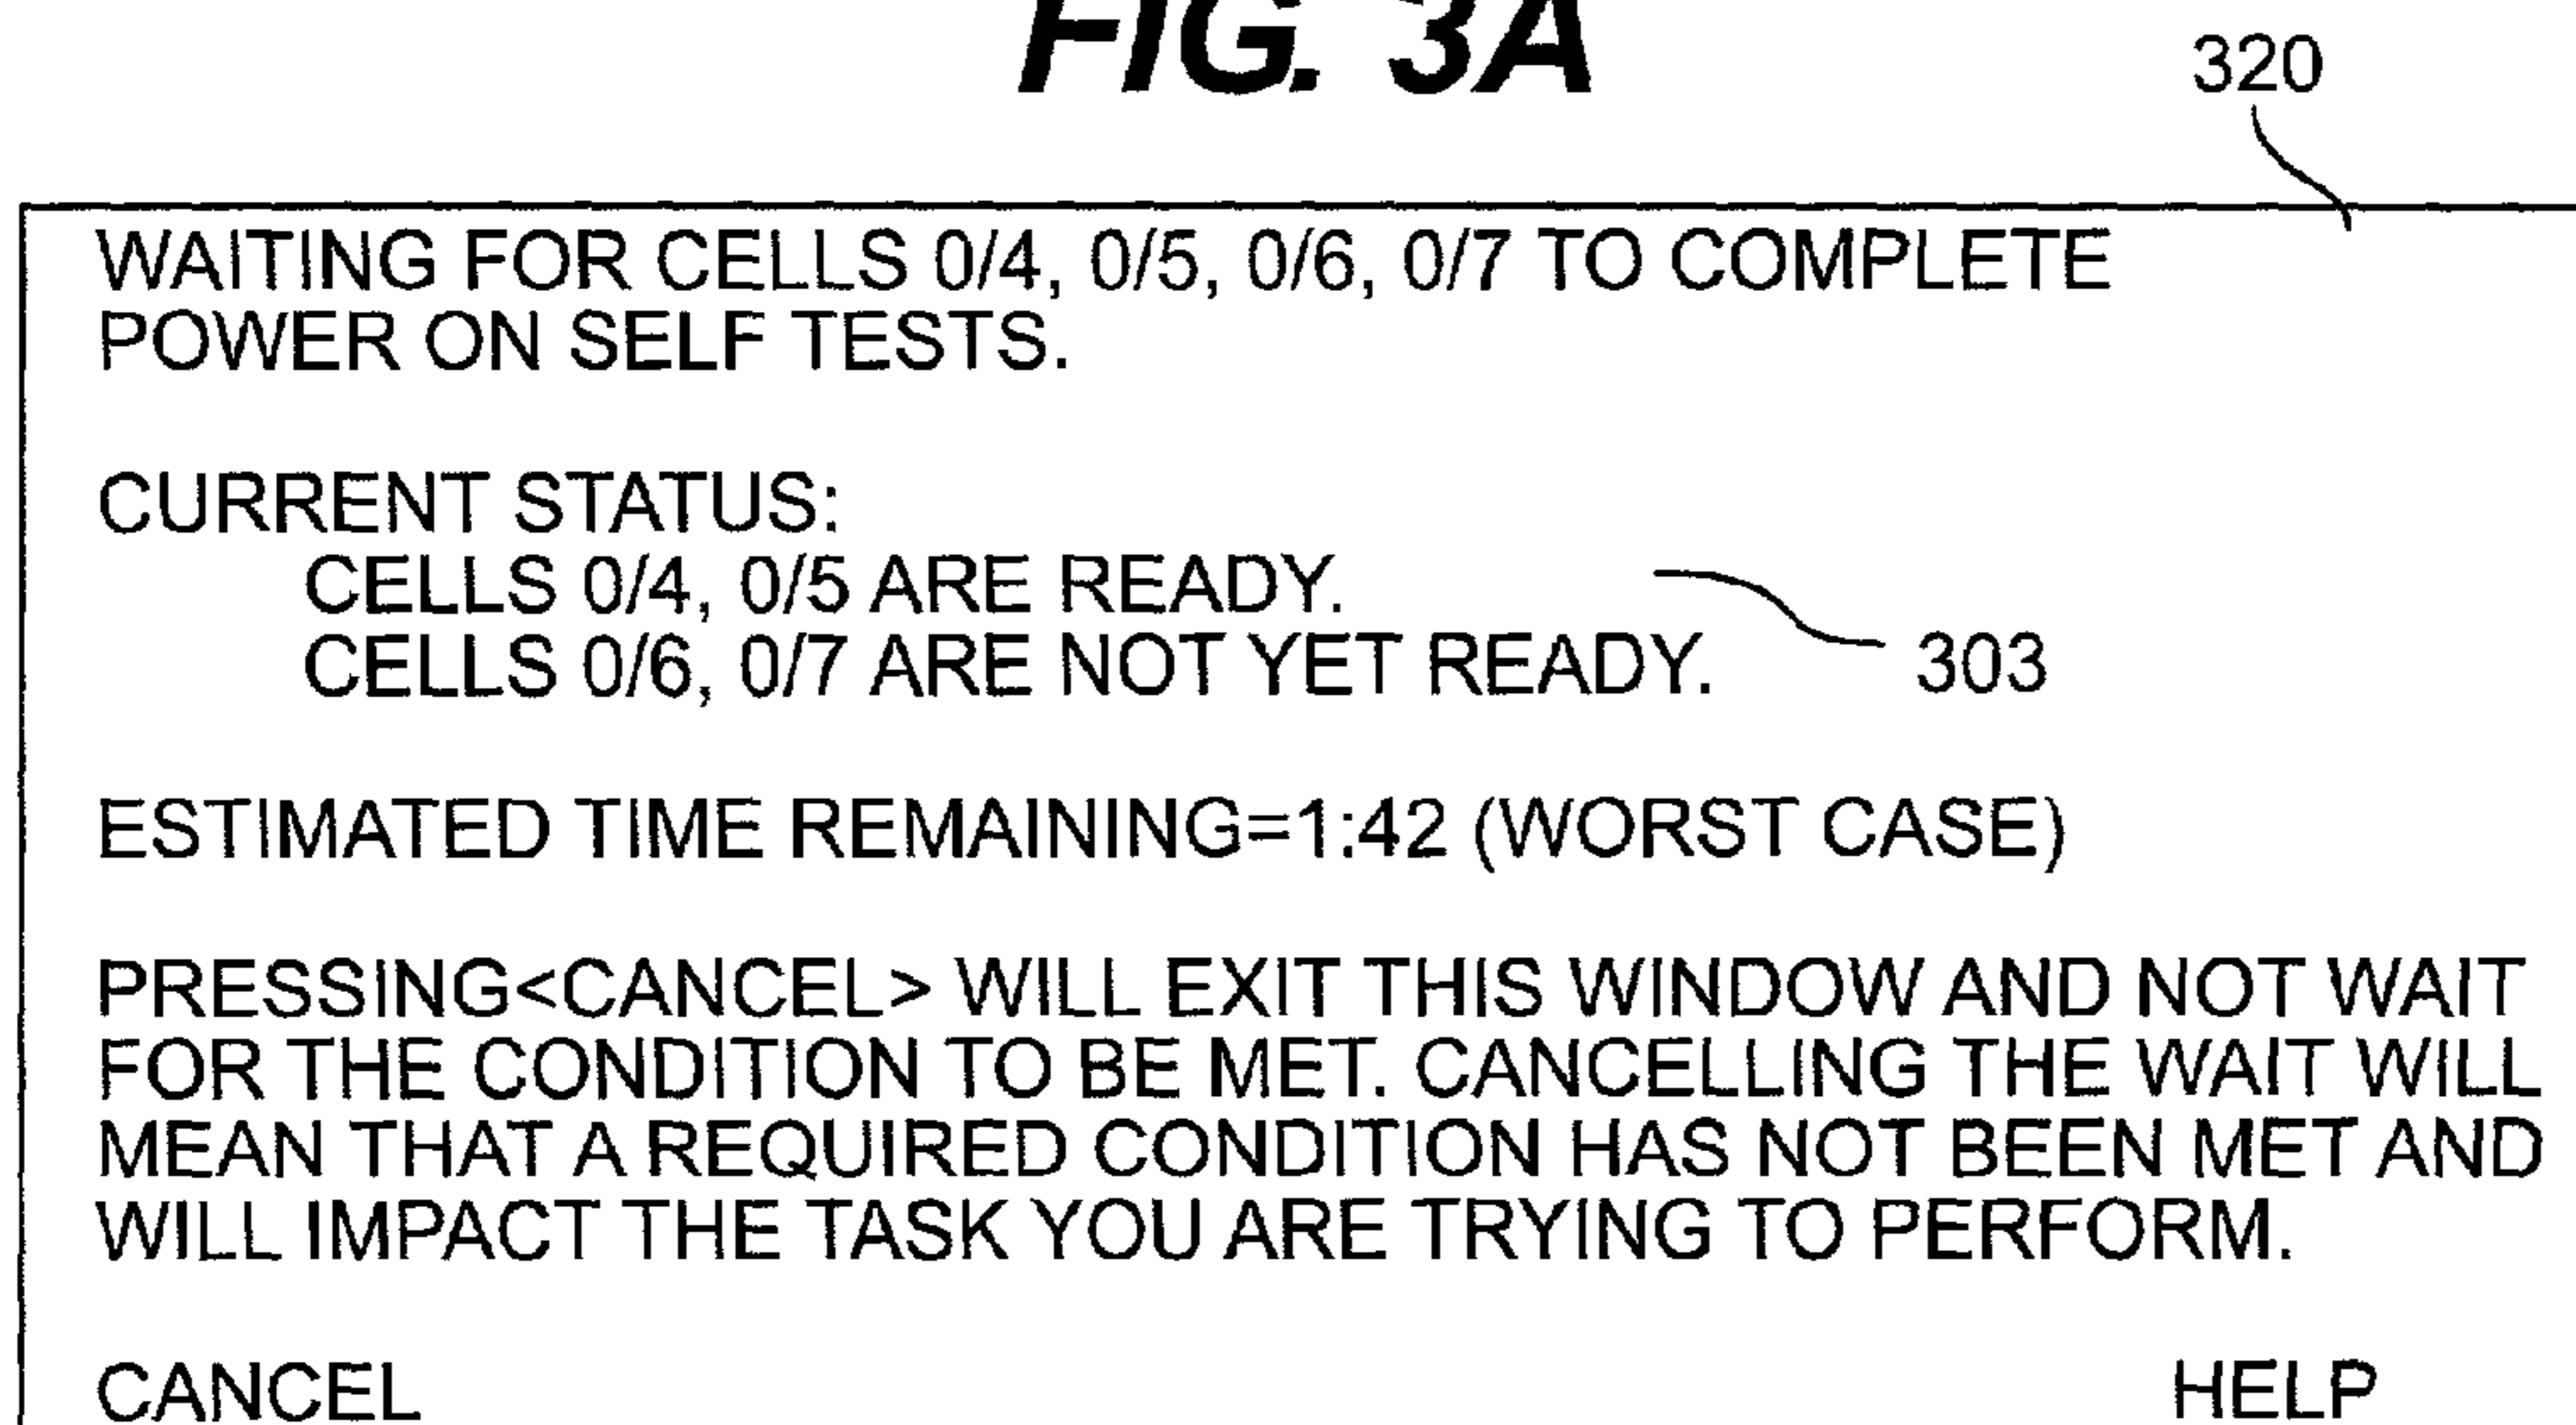 FIG. 3A
320
WAITING FOR CELLS 0/4, 0/5, 0/6, 0/7 TO COMPLETE
POWER ON SELF TESTS.
CURRENT STATUS:
CELLS 0/4, 0/5 ARE READY.
CELLS 0/6, 0/7 ARE NOT YET READY.
303
ESTIMATED TIME REMAINING=1:42 (WORST CASE)
PRESSING<CANCEL> WILL EXIT THIS WINDOW AND NOT WAIT
FOR THE CONDITION TO BE MET. CANCELLING THE WAIT WILL
MEAN THAT A REQUIRED CONDITION HAS NOT BEEN MET AND
WILL IMPACT THE TASK YOU ARE TRYING TO PERFORM.
CANCEL HELP